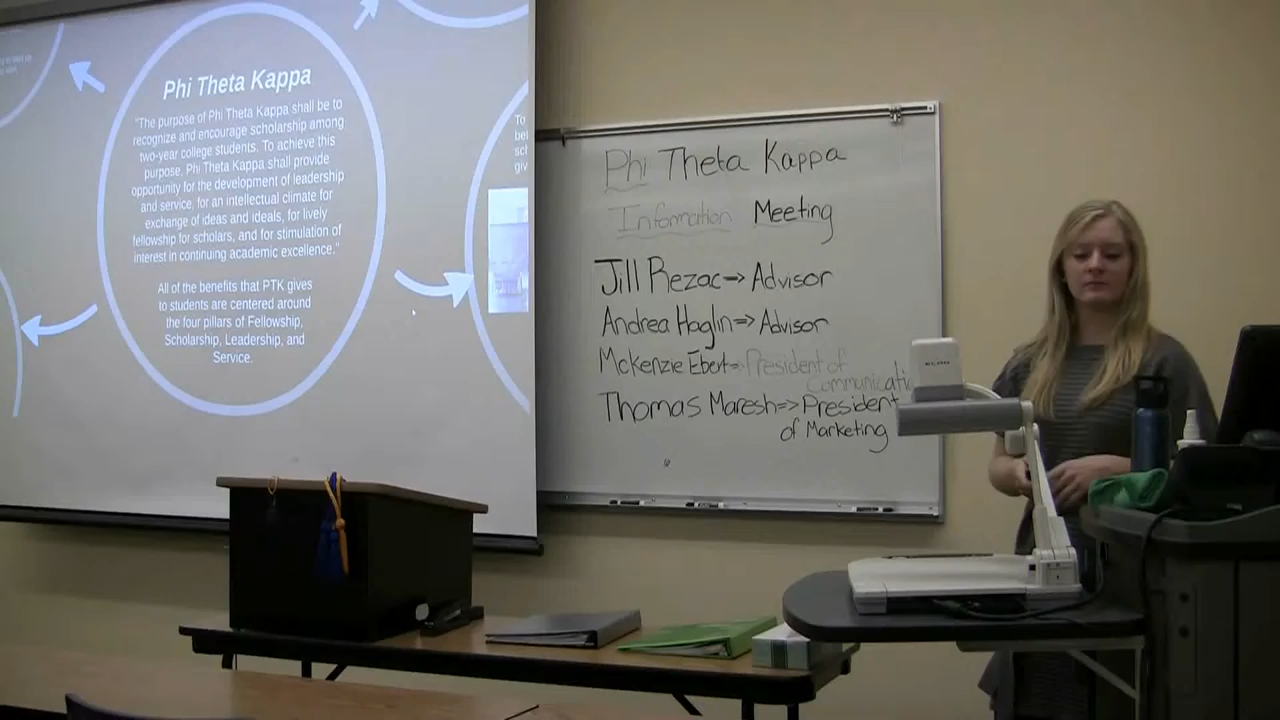 Phi Theta Kappa
"The purpose of Phi Theta Kappa shall be to
recognize and encourage scholarship among
two-year college students. To achieve this
purpose, Phi Theta Kappa shall provide
opportunity for the development of leadership
and service, for an intellectual climate for
exchange of ideas and ideals, for lively
fellowship for scholars, and for stimulation of
interest in continuing academic excellence."
All of the benefits that PTK gives
to students are centered around
the four pillars of Fellowship,
Scholarship, Leadership, and
Service.
To
Phi Theta Kappa
Information Meeting
Jill Rezac=> Advisor
Andrea Hoglin=> Advisor
Mckenzie Ebert=> President of
Communicati
Thomas Maresh=> President
of Marketing